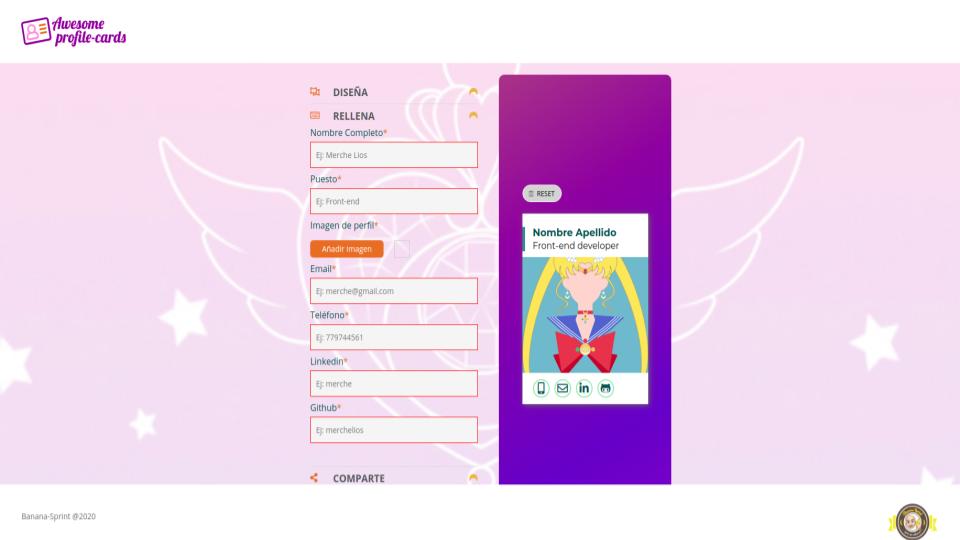 Awesome
profile-cards
DISEÑA
RELLENA
Nombre Completo*
Ej: Merche Lios
Puesto*
Ej: Front-end
Imagen de perfil*
Añadir imagen
Email*
Ej: merche@gmail.com
Teléfono*
Ej: 779744561
Linkedin*
Ej: merche
Github*
Ej: merchelios
COMPARTE
RESET
Nombre Apellido
Front-end developer
in
Banana-Sprint @2020